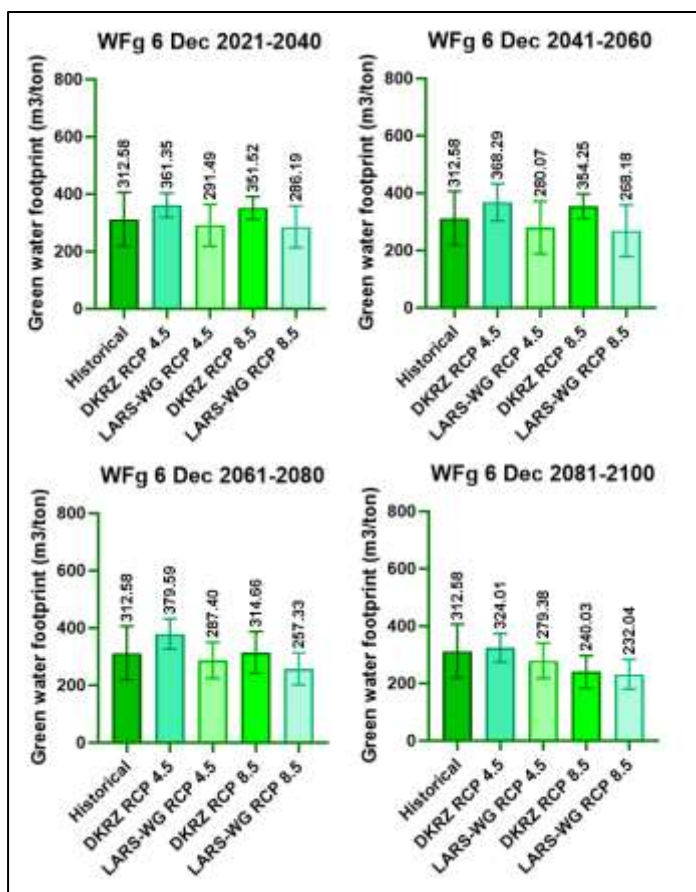 WFg 6 Dec 2021-2040
Green water footprint (m3/ton)
800
600
400
200
0
312.58
361.35
291.49
351.52
286.19
Historical
DKRZ RCP 4.5
LARS-WG RCP 4.5
DKRZ RCP 8.5
LARS-WG RCP 8.5
WFg 6 Dec 2041-2060
Green water footprint (m3/ton)
800
600
400
200
0
312.58
368.29
280.07
354.25
268.18
Historical
DKRZ RCP 4.5
LARS-WG RCP 4.5
DKRZ RCP 8.5
LARS-WG RCP 8.5
WFg 6 Dec 2061-2080
Green water footprint (m3/ton)
800
600
400
200
0
312.58
379.59
287.40
314.66
257.33
Historical
DKRZ RCP 4.5
LARS-WG RCP 4.5
DKRZ RCP 8.5
LARS-WG RCP 8.5
WFg 6 Dec 2081-2100
Green water footprint (m3/ton)
800
600
400
200
0
312.58
324.01
279.38
240.03
232.04
Historical
DKRZ RCP 4.5
LARS-WG RCP 4.5
DKRZ RCP 8.5
LARS-WG RCP 8.5